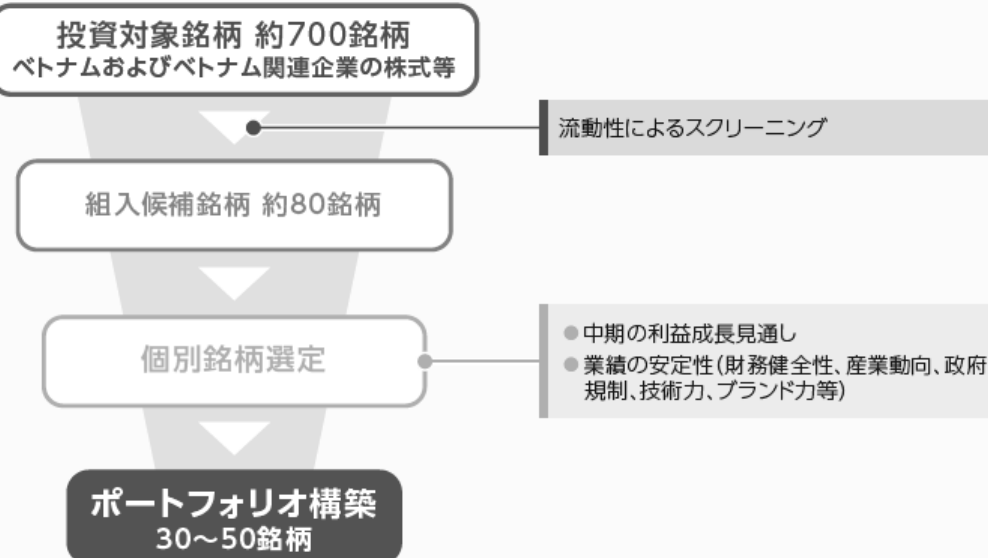 投資対象銘柄 約700銘柄
ベトナムおよびベトナム関連企業の株式等
流動性によるスクリーニング
組入候補銘柄 約80銘柄
個別銘柄選定
●中期の利益成長見通し
●業績の安定性(財務健全性、産業動向、政府
規制、技術力、ブランド力等)
ポートフォリオ構築
30〜50銘柄